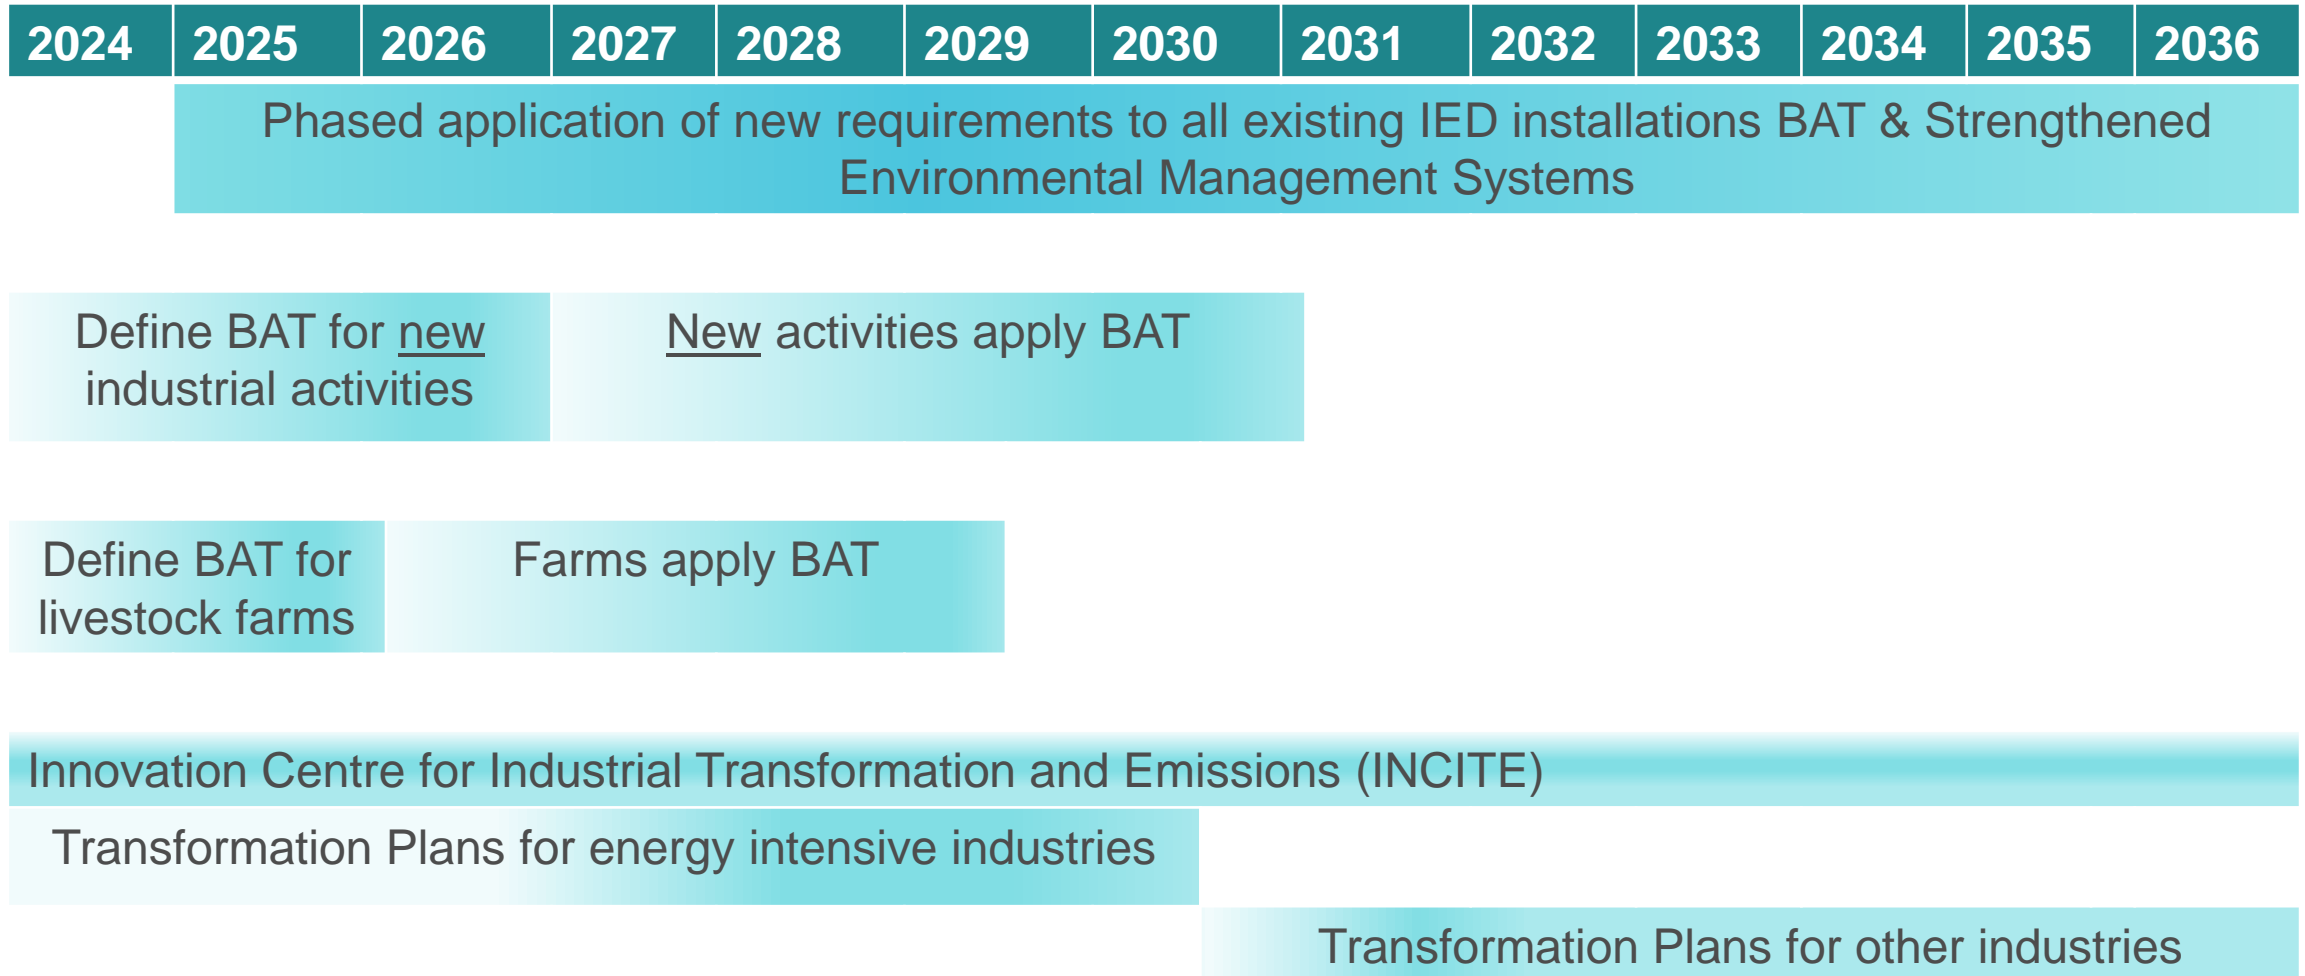 2024 2025 2026 2027 2028 2029 2030 2031 2032 2033 2034 2035 2036
Phased application of new requirements to all existing IED installations BAT & Strengthened
Environmental Management Systems
Define BAT for new
industrial activities
New activities apply BAT
Define BAT for
livestock farms
Farms apply BAT
Innovation Centre for Industrial Transformation and Emissions (INCITE)
Transformation Plans for energy intensive industries
Transformation Plans for other industries